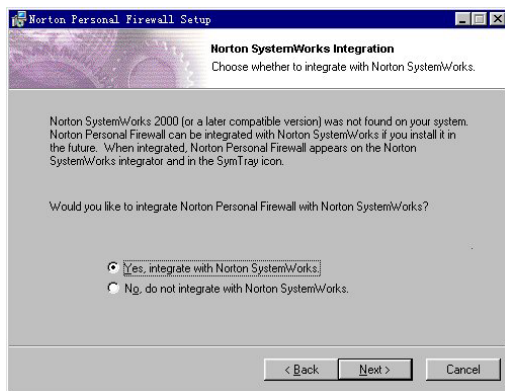 Norton Personal Firewall Setup
Norton SystemWorks Integration
Choose whether to integrate with Norton SystemWorks.
Norton SystemWorks 2000 (or a later compatible version) was not found on your system.
Norton Personal Firewall can be integrated with Norton SystemWorks if you install it in
the future. When integrated, Norton Personal Firewall appears on the Norton
SystemWorks integrator and in the SymTray icon.
Would you like to integrate Norton Personal Firewall with Norton SystemWorks?
Yes, integrate with Norton SystemWorks.
No, do not integrate with Norton SystemWorks.
< Back
Next >
Cancel